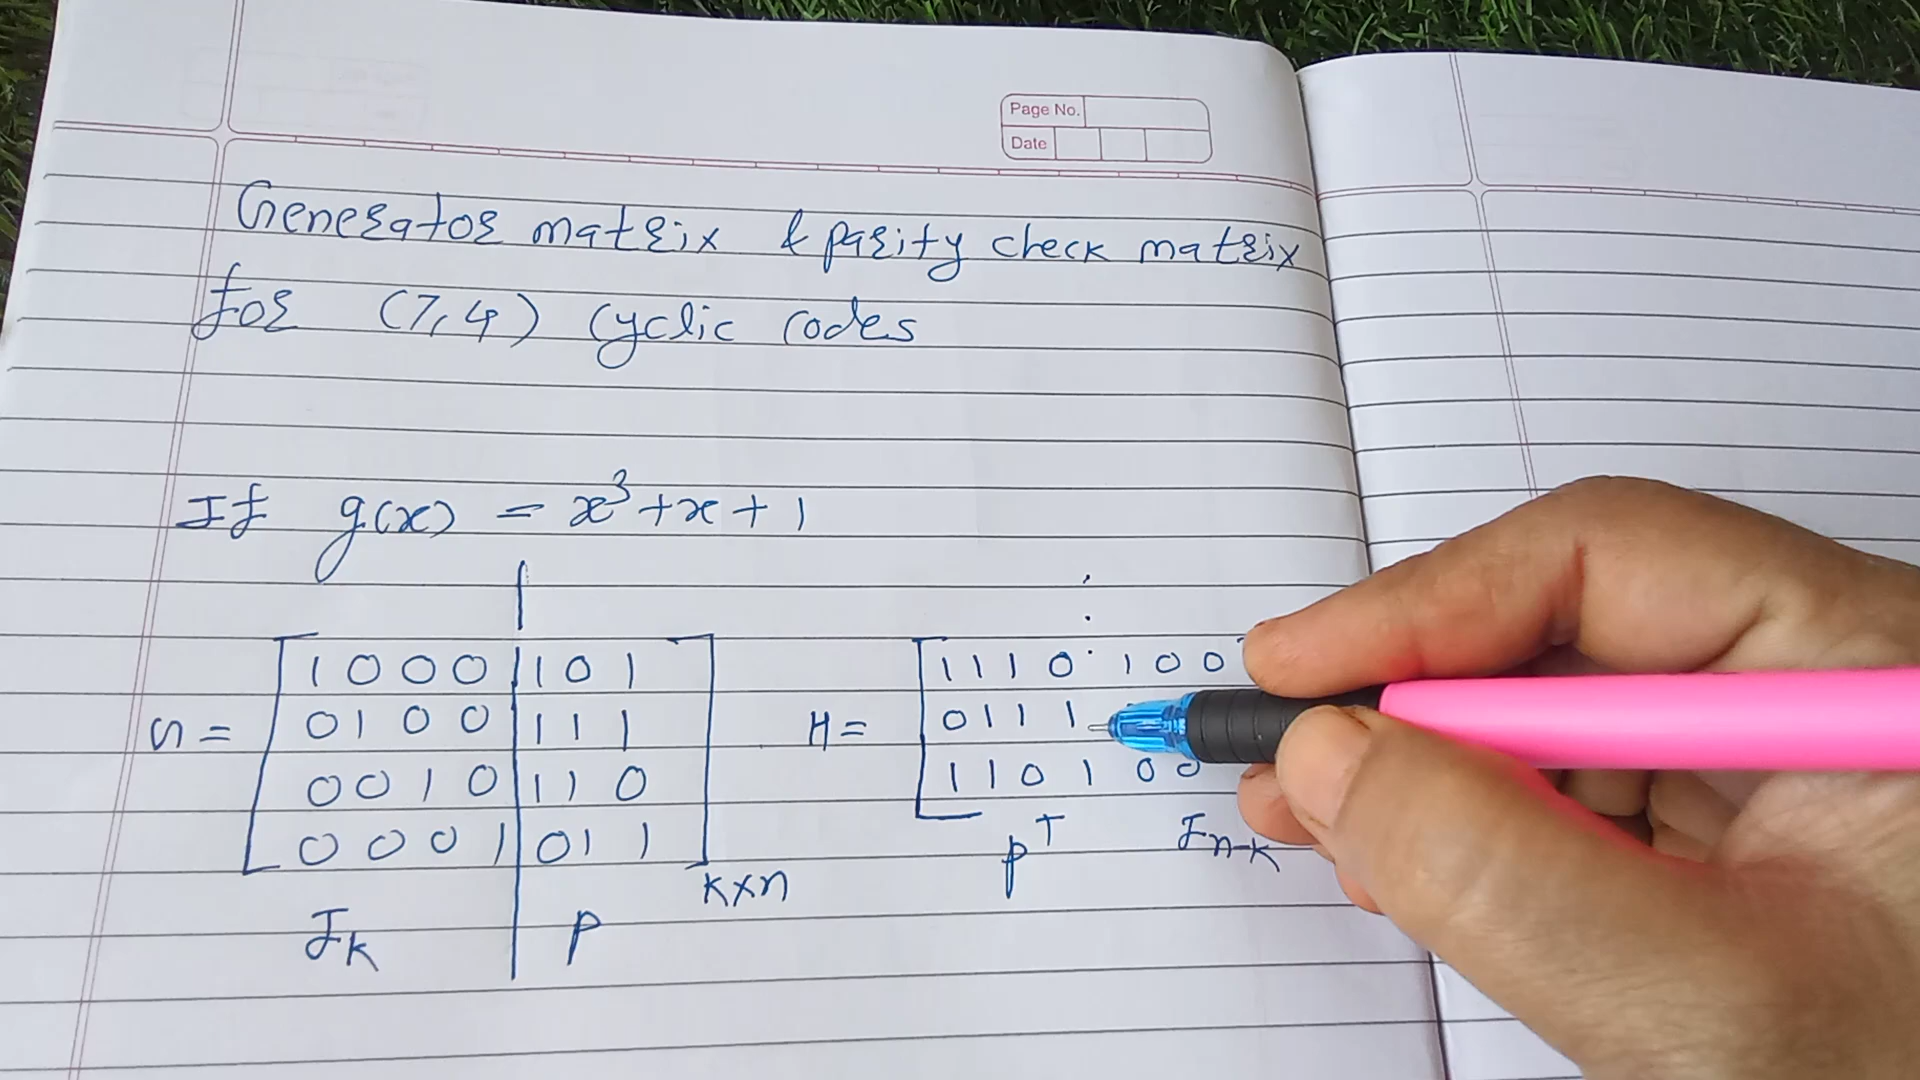 Page No.
Date
Generator matrix & parity check matrix
for (7,4) cyclic codes
If g(x) = x³+x+1
G = [1 0 0 0 | 1 0 1
0 1 0 0 | 1 1 1
0 0 1 0 | 1 1 0
0 0 0 1 | 0 1 1] k×n
I_k P
H = [1 1 1 0 : 1 0 0
0 1 1 1
1 1 0 1 0 0
P^T I_n-k